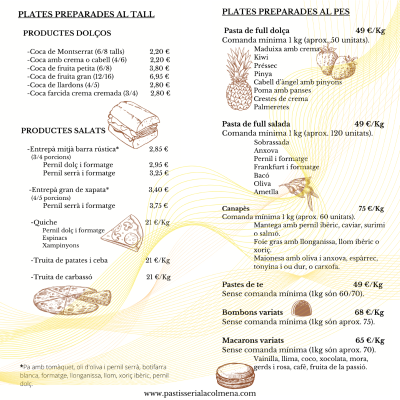 PLATES PREPARADES AL TALL
PRODUCTES DOLÇOS
-Coca de Montserrat (6/8 talls) 2,20 €
-Coca amb crema o cabell (4/6) 2,20 €
-Coca de fruita petita (6/8) 3,80 €
-Coca de fruita gran (12/16) 6,95 €
-Coca de llardons (4/5) 2,80 €
-Coca farcida crema cremada (3/4) 2,80 €
PRODUCTES SALATS
-Entrepà mitjà barra rústica* 2,85 €
(3/4 porcions)
Pernil dolç i formatge 2,95 €
Pernil serrà i formatge 3,25 €
-Entrepà gran de xapata* 3,40 €
(4/5 porcions)
Pernil serrà i formatge 3,75 €
-Quiche 21 €/Kg
Pernil dolç i formatge
Espinacs
Xampinyons
-Truita de patates i ceba 21 €/Kg
-Truita de carbassó 21 €/Kg
*Pa amb tomàquet, oli d'oliva i pernil serrà, botifarra
blanca, formatge, llonganissa, llom, xoriç ibèric, pernil
dolç.
PLATES PREPARADES AL PES
Pasta de full dolça 49 €/Kg
Comanda mínima 1 kg (aprox. 50 unitats).
Maduixa amb crema
Kiwi
Préssec
Pinya
Cabell d'àngel amb pinyons
Poma amb panses
Crestes de crema
Palmeretes
Pasta de full salada 49 €/Kg
Comanda mínima 1 kg (aprox. 120 unitats).
Sobrassada
Anxova
Pernil i formatge
Frankfurt i formatge
Bacó
Oliva
Ametlla
Canapès 75 €/Kg
Comanda mínima 1 kg (aprox. 60 unitats).
Mantega amb pernil ibèric, caviar, surimi
o salmó.
Foie gras amb llonganissa, llom ibèric o
xoriç.
Maionesa amb oliva i anxova, espàrrec,
tonyina i ou dur, o carxofa.
Pastes de te 49 €/Kg
Sense comanda mínima (1kg són 60/70).
Bombons variats 68 €/Kg
Sense comanda mínima (1kg són aprox. 75).
Macarons variats 65 €/Kg
Sense comanda mínima (1kg són aprox. 70).
Vainilla, llima, coco, xocolata, mora,
gerds i rosa, cafè, fruita de la passió.
www.pastisserialacolmena.com